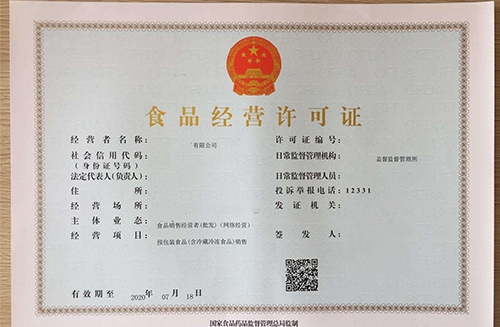 食品经营许可证
经营者名称： 有限公司
许可证编号：
社会信用代码：
(身份证号码)
日常监督管理机构： 监督监督管理所
法定代表人(负责人)：
日常监督管理人员：
住所：
投诉举报电话：12331
经营场所：
发证机关：
主体业态： 食品销售经营者(批发)(网络经营)
经营项目： 预包装食品(含冷藏冷冻食品)销售
签发人：
有效期至 2020年 07月 18日
国家食品药品监督管理总局监制